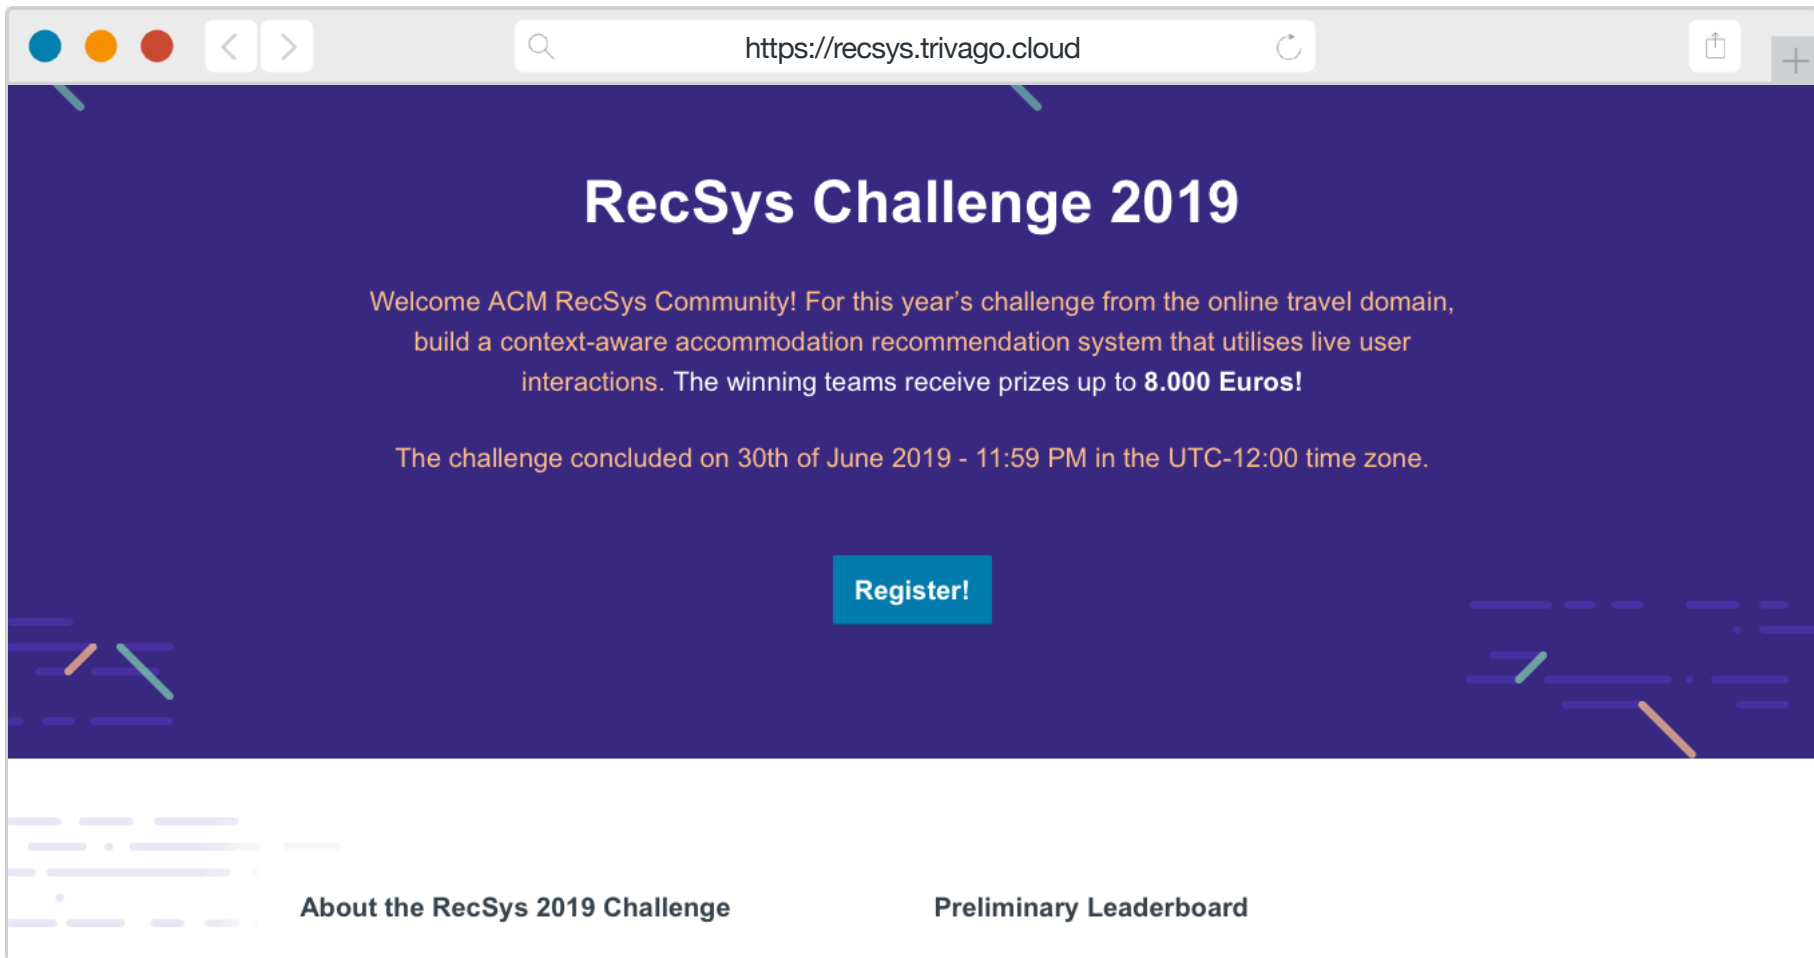 https://recsys.trivago.cloud
RecSys Challenge 2019
Welcome ACM RecSys Community! For this year’s challenge from the online travel domain,
build a context-aware accommodation recommendation system that utilises live user
interactions. The winning teams receive prizes up to 8.000 Euros!
The challenge concluded on 30th of June 2019 - 11:59 PM in the UTC-12:00 time zone.
Register!
About the RecSys 2019 Challenge
Preliminary Leaderboard